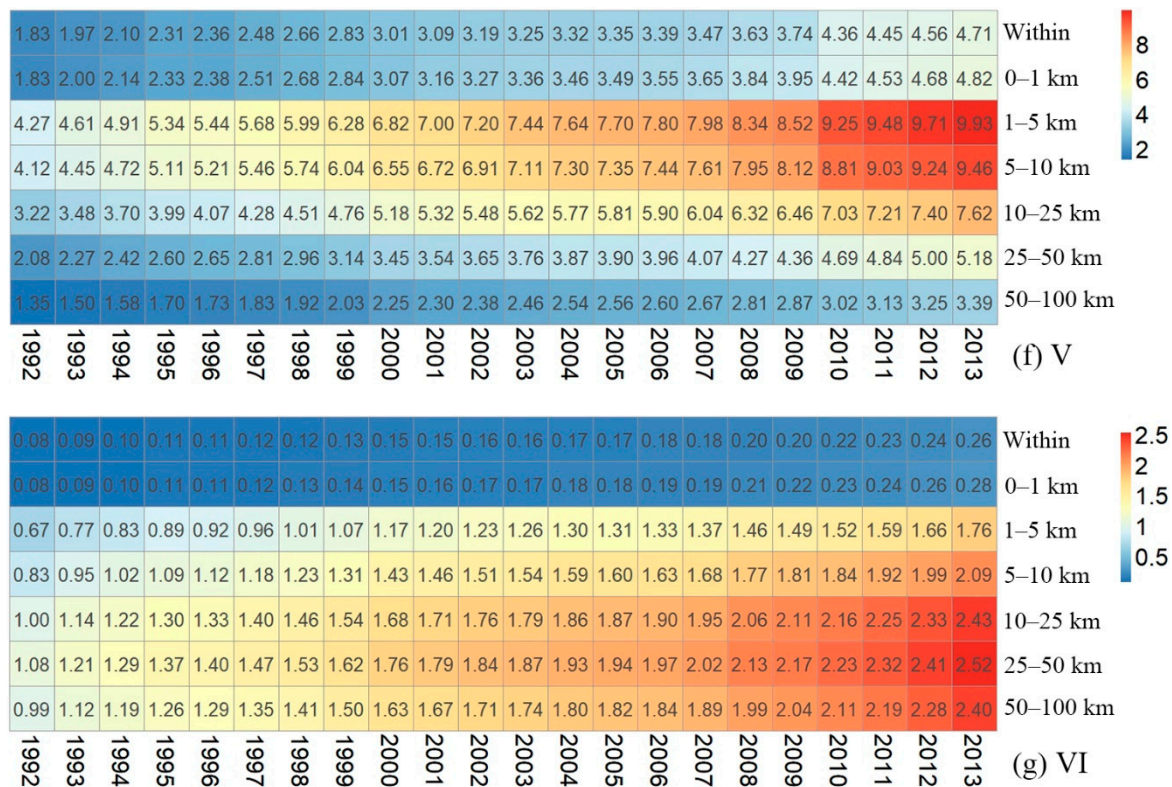 1.83 1.97 2.10 2.31 2.36 2.48 2.66 2.83 3.01 3.09 3.19 3.25 3.32 3.35 3.39 3.47 3.63 3.74 4.36 4.45 4.56 4.71 Within
1.83 2.00 2.14 2.33 2.38 2.51 2.68 2.84 3.07 3.16 3.27 3.36 3.46 3.49 3.55 3.65 3.84 3.95 4.42 4.53 4.68 4.82 0–1 km
4.27 4.61 4.91 5.34 5.44 5.68 5.99 6.28 6.82 7.00 7.20 7.44 7.64 7.70 7.80 7.98 8.34 8.52 9.25 9.48 9.71 9.93 1–5 km
4.12 4.45 4.72 5.11 5.21 5.46 5.74 6.04 6.55 6.72 6.91 7.11 7.30 7.35 7.44 7.61 7.95 8.12 8.81 9.03 9.24 9.46 5–10 km
3.22 3.48 3.70 3.99 4.07 4.28 4.51 4.76 5.18 5.32 5.48 5.62 5.77 5.81 5.90 6.04 6.32 6.46 7.03 7.21 7.40 7.62 10–25 km
2.08 2.27 2.42 2.60 2.65 2.81 2.96 3.14 3.45 3.54 3.65 3.76 3.87 3.90 3.96 4.07 4.27 4.36 4.69 4.84 5.00 5.18 25–50 km
1.35 1.50 1.58 1.70 1.73 1.83 1.92 2.03 2.25 2.30 2.38 2.46 2.54 2.56 2.60 2.67 2.81 2.87 3.02 3.13 3.25 3.39 50–100 km
1992 1993 1994 1995 1996 1997 1998 1999 2000 2001 2002 2003 2004 2005 2006 2007 2008 2009 2010 2011 2012 2013
(f) V
8
6
4
2
0.08 0.09 0.10 0.11 0.11 0.12 0.12 0.13 0.15 0.15 0.16 0.16 0.17 0.17 0.18 0.18 0.20 0.20 0.22 0.23 0.24 0.26 Within
0.08 0.09 0.10 0.11 0.11 0.12 0.13 0.14 0.15 0.16 0.17 0.17 0.18 0.18 0.19 0.19 0.21 0.22 0.23 0.24 0.26 0.28 0–1 km
0.67 0.77 0.83 0.89 0.92 0.96 1.01 1.07 1.17 1.20 1.23 1.26 1.30 1.31 1.33 1.37 1.46 1.49 1.52 1.59 1.66 1.76 1–5 km
0.83 0.95 1.02 1.09 1.12 1.18 1.23 1.31 1.43 1.46 1.51 1.54 1.59 1.60 1.63 1.68 1.77 1.81 1.84 1.92 1.99 2.09 5–10 km
1.00 1.14 1.22 1.30 1.33 1.40 1.46 1.54 1.68 1.71 1.76 1.79 1.86 1.87 1.90 1.95 2.06 2.11 2.16 2.25 2.33 2.43 10–25 km
1.08 1.21 1.29 1.37 1.40 1.47 1.53 1.62 1.76 1.79 1.84 1.87 1.93 1.94 1.97 2.02 2.13 2.17 2.23 2.32 2.41 2.52 25–50 km
0.99 1.12 1.19 1.26 1.29 1.35 1.41 1.50 1.63 1.67 1.71 1.74 1.80 1.82 1.84 1.89 1.99 2.04 2.11 2.19 2.28 2.40 50–100 km
1992 1993 1994 1995 1996 1997 1998 1999 2000 2001 2002 2003 2004 2005 2006 2007 2008 2009 2010 2011 2012 2013
(g) VI
2.5
2
1.5
1
0.5